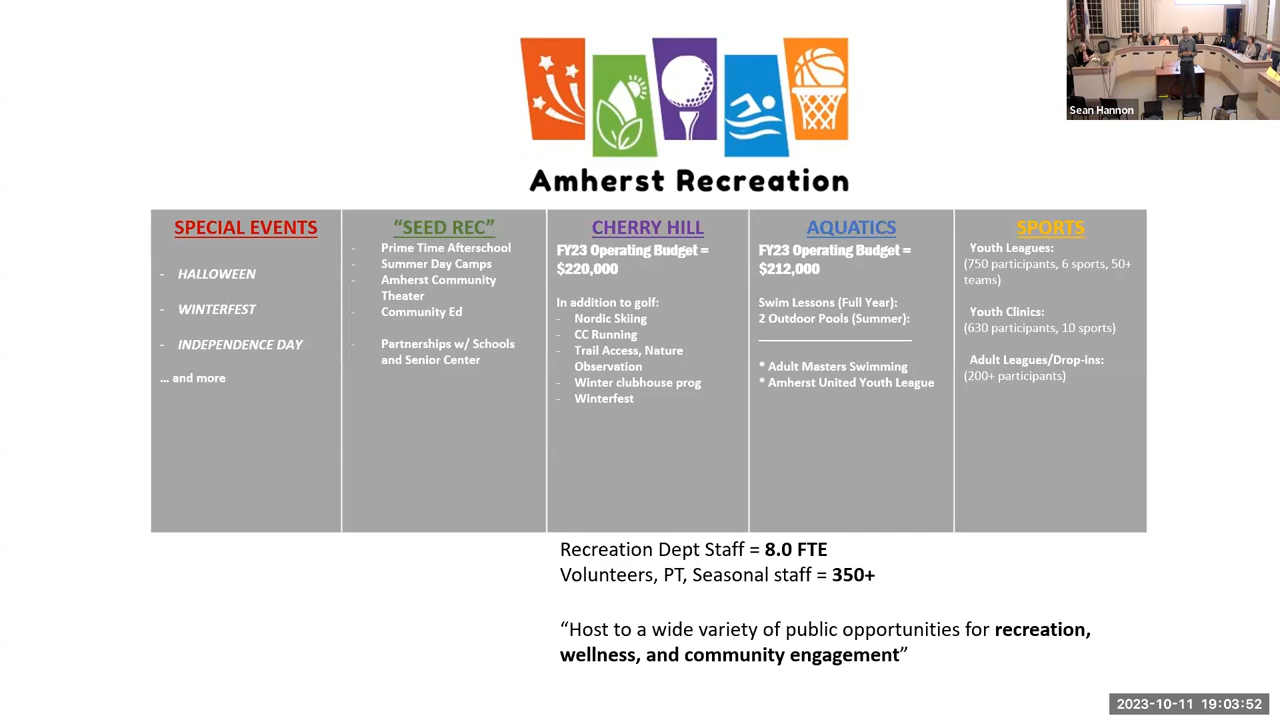 Sean Hannon
Amherst Recreation
SPECIAL EVENTS
- HALLOWEEN
- WINTERFEST
- INDEPENDENCE DAY
... and more
“SEED REC”
- Prime Time Afterschool
- Summer Day Camps
- Amherst Community
Theater
- Community Ed
- Partnerships w/ Schools
and Senior Center
CHERRY HILL
FY23 Operating Budget =
$220,000
In addition to golf:
- Nordic Skiing
- CC Running
- Trail Access, Nature
Observation
- Winter clubhouse prog
- Winterfest
AQUATICS
FY23 Operating Budget =
$212,000
Swim Lessons (Full Year):
2 Outdoor Pools (Summer):
* Adult Masters Swimming
* Amherst United Youth League
SPORTS
Youth Leagues:
(750 participants, 6 sports, 50+
teams)
Youth Clinics:
(630 participants, 10 sports)
Adult Leagues/Drop-ins:
(200+ participants)
Recreation Dept Staff = 8.0 FTE
Volunteers, PT, Seasonal staff = 350+
“Host to a wide variety of public opportunities for recreation,
wellness, and community engagement”
2023-10-11 19:03:52